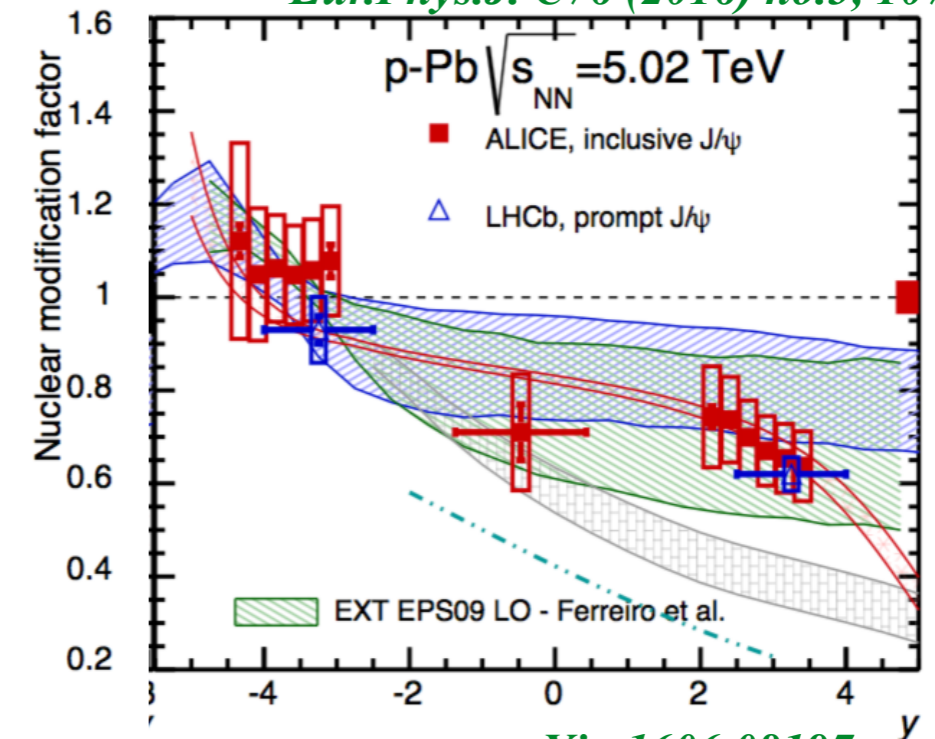 Nuclear modification factor
1.6
1.4
1.2
1
0.8
0.6
0.4
0.2
p-Pb √s NN =5.02 TeV
ALICE, inclusive J/ψ
LHCb, prompt J/ψ
EXT EPS09 LO - Ferreiro et al.
-4 -2 0 2 4
y